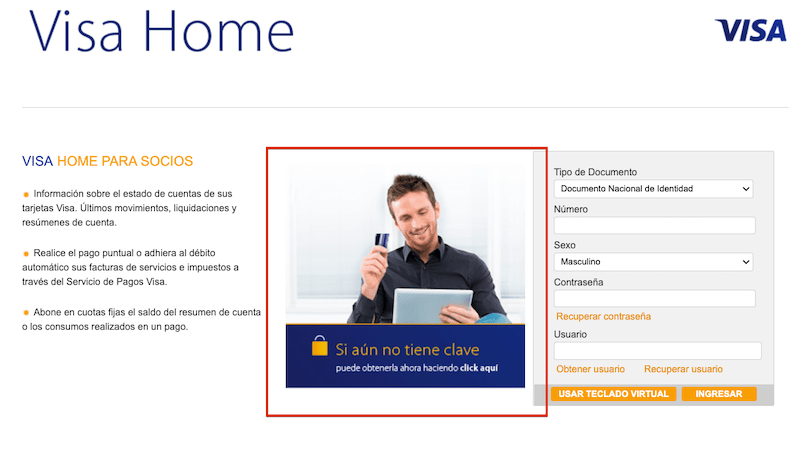 Visa Home
VISA
VISA HOME PARA SOCIOS
Información sobre el estado de cuentas de sus
tarjetas Visa. Últimos movimientos, liquidaciones y
resúmenes de cuenta.
Realice el pago puntual o adhiera al débito
automático sus facturas de servicios e impuestos a
través del Servicio de Pagos Visa.
Abone en cuotas fijas el saldo del resumen de cuenta
o los consumos realizados en un pago.
Si aún no tiene clave
puede obtenerla ahora haciendo click aquí
Tipo de Documento
Documento Nacional de Identidad
Número
Sexo
Masculino
Contraseña
Recuperar contraseña
Usuario
Obtener usuario Recuperar usuario
USAR TECLADO VIRTUAL INGRESAR